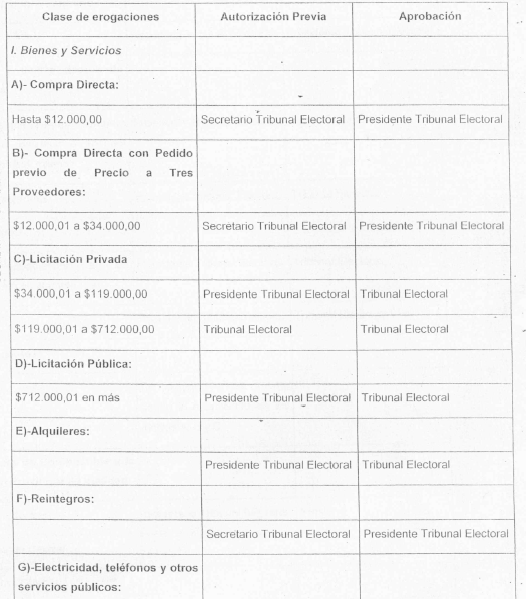 Clase de erogaciones Autorización Previa Aprobación
I. Bienes y Servicios
A)- Compra Directa:
Hasta $12.000,00 Secretario Tribunal Electoral Presidente Tribunal Electoral
B)- Compra Directa con Pedido
previo de Precio a Tres
Proveedores:
$12.000,01 a $34.000,00 Secretario Tribunal Electoral Presidente Tribunal Electoral
C)-Licitación Privada
$34.000,01 a $119.000,00 Presidente Tribunal Electoral Tribunal Electoral
$119.000,01 a $712.000,00 Tribunal Electoral Tribunal Electoral
D)-Licitación Pública:
$712.000,01 en más Presidente Tribunal Electoral Tribunal Electoral
E)-Alquileres:
Presidente Tribunal Electoral Tribunal Electoral
F)-Reintegros:
Secretario Tribunal Electoral Presidente Tribunal Electoral
G)-Electricidad, teléfonos y otros
servicios públicos: